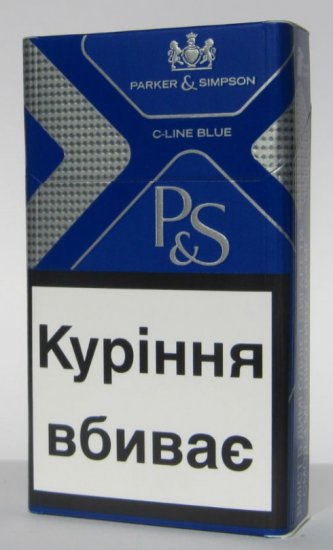 PARKER & SIMPSON
C-LINE BLUE
P&S
Куріння
вбиває